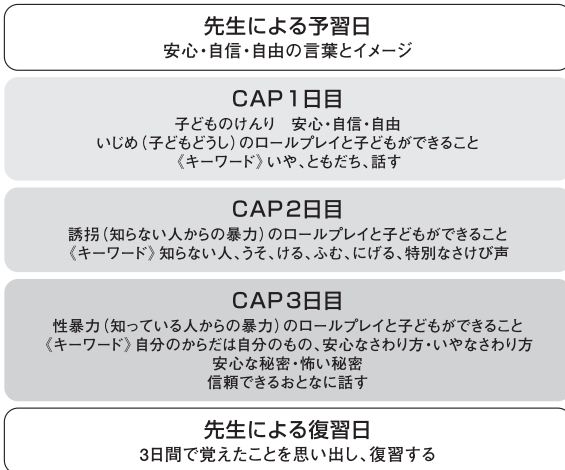 先生による予習日
安心・自信・自由の言葉とイメージ
CAP1日目
子どものけんり　安心・自信・自由
いじめ（子どもどうし）のロールプレイと子どもができること
《キーワード》いや、ともだち、話す
CAP2日目
誘拐（知らない人からの暴力）のロールプレイと子どもができること
《キーワード》知らない人、うそ、ける、ふむ、にげる、特別なさけび声
CAP3日目
性暴力（知っている人からの暴力）のロールプレイと子どもができること
《キーワード》自分のからだは自分のもの、安心なさわり方・いやなさわり方
安心な秘密・怖い秘密
信頼できるおとなに話す
先生による復習日
3日間で覚えたことを思い出し、復習する